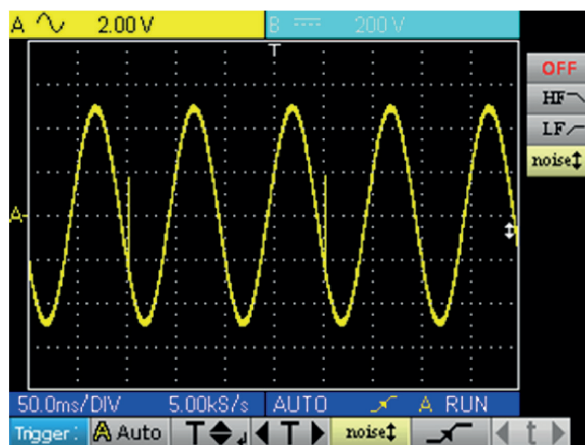 A 2.00 V B 200 V
T
OFF
HF
LF
noise
A
50.0ms/DIV 5.00kS/s AUTO A RUN
Trigger: A Auto T T noise t